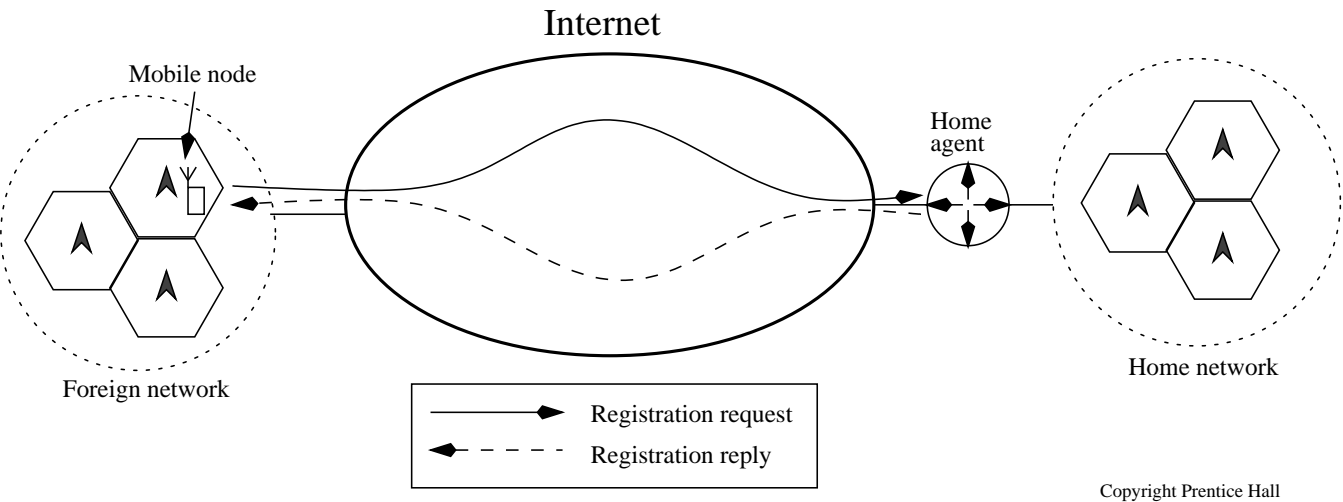 Internet
Mobile node
Home
agent
Foreign network
Home network
Registration request
Registration reply
Copyright Prentice Hall